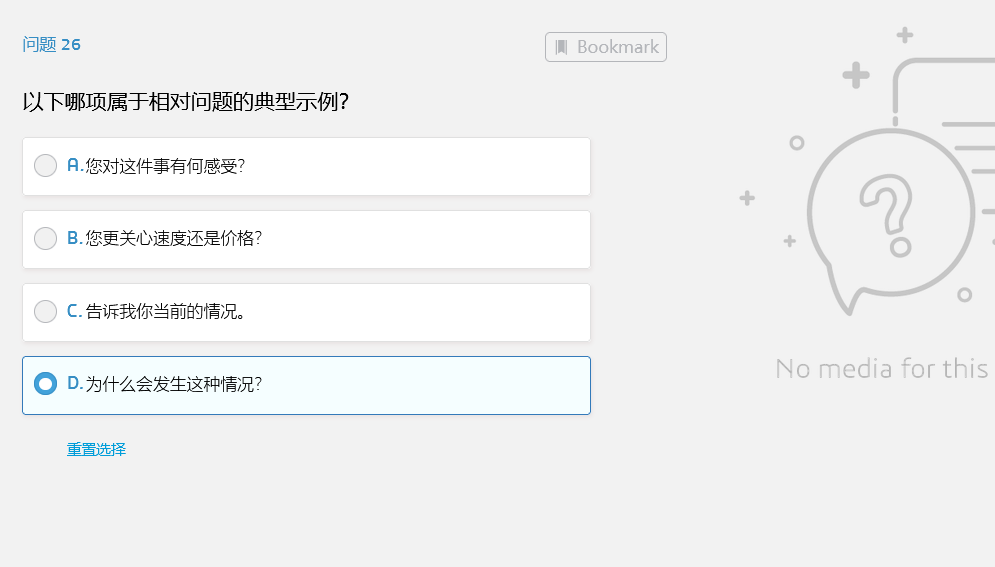 问题 26
Bookmark
以下哪项属于相对问题的典型示例?
A.您对这件事有何感受?
B.您更关心速度还是价格?
C.告诉我你当前的情况。
D.为什么会发生这种情况?
重置选择
No media for this